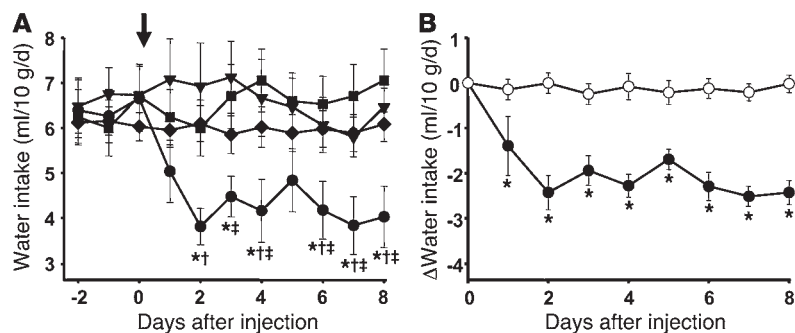 A
Water intake (ml/10 g/d)
8
7
6
5
4
3
*†
*‡
*†‡
*†‡
*†‡
*†‡
-2 0 2 4 6 8
Days after injection
B
ΔWater intake (ml/10 g/d)
1
0
-1
-2
-3
-4
* * * * * * * *
0 2 4 6 8
Days after injection